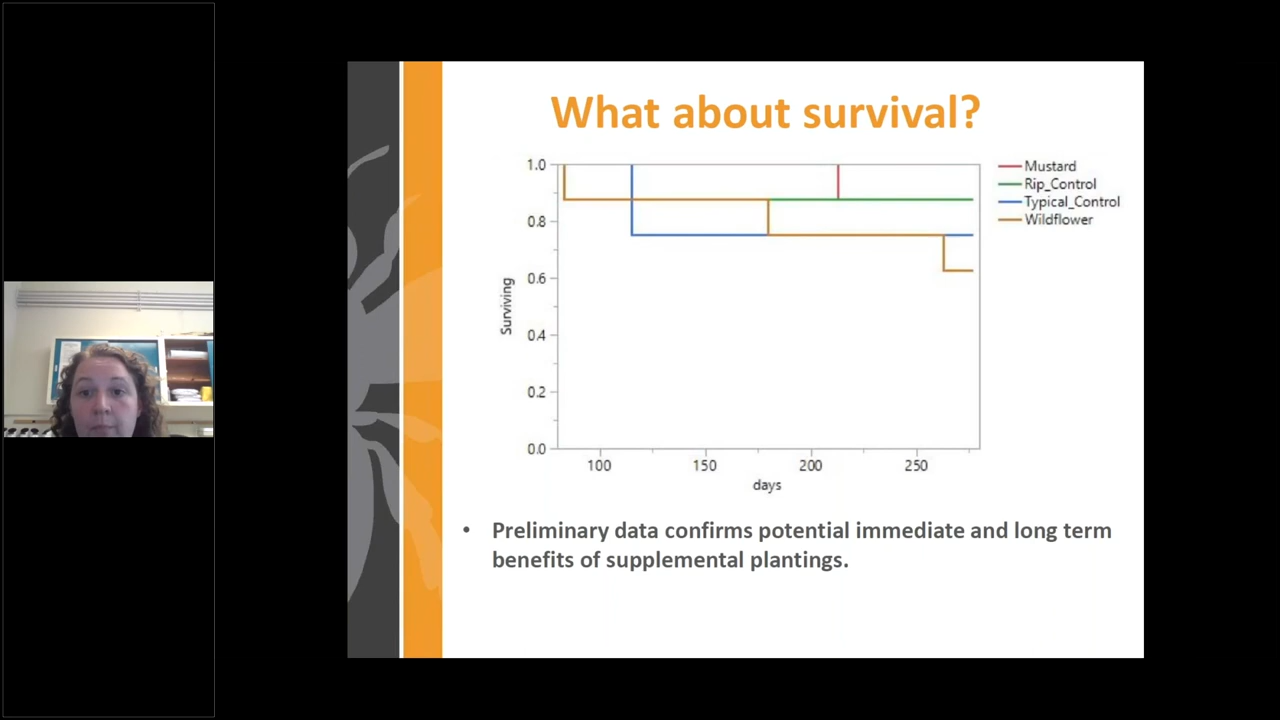 What about survival?
1.0
0.8
0.6
0.4
0.2
0.0
Surviving
100
150
200
250
days
Mustard
Rip_Control
Typical_Control
Wildflower
• Preliminary data confirms potential immediate and long term
benefits of supplemental plantings.